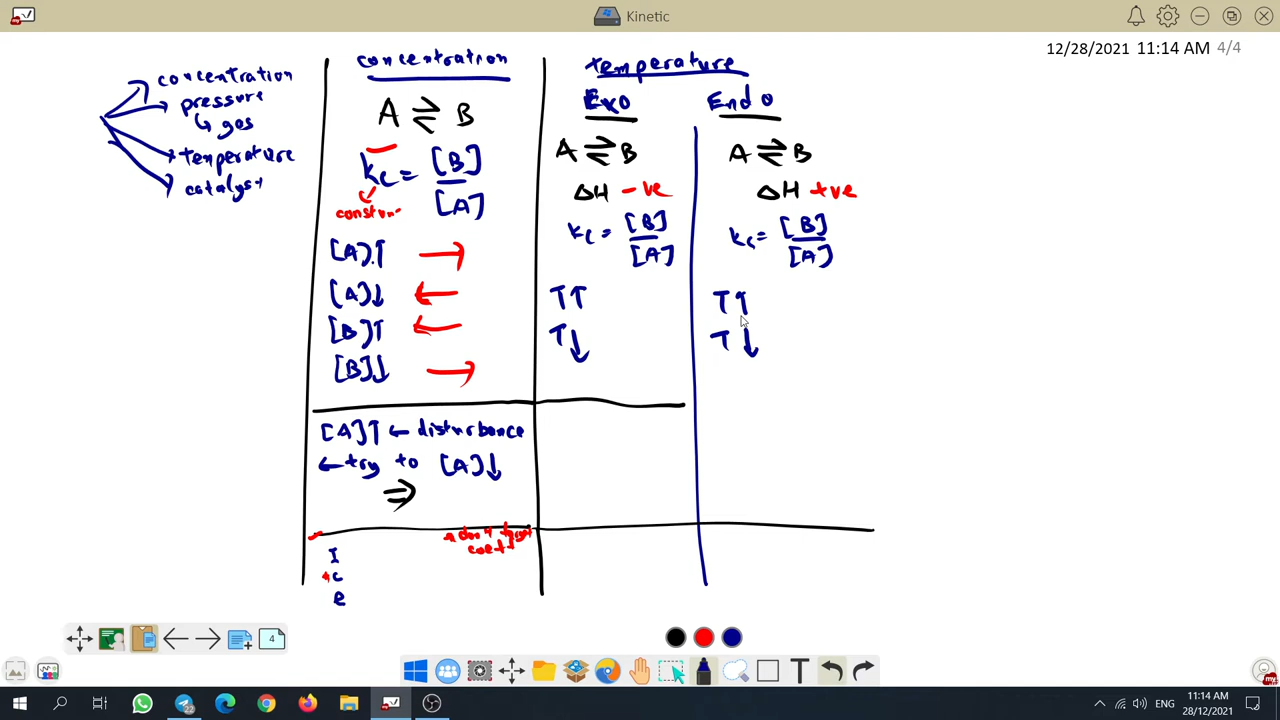 Kinetic
12/28/2021 11:14 AM 4/4
concentration
pressure
gas
temperature
catalyst
concentration
A ⇌ B
kc = [B]
[A]
[A]↑ →
[A]↓ ←
[B]↑ ←
[B]↓ →
[A]↑ ← disturbance
← try to [A]↓
⇒
I
c
e
temperature
Exo
A ⇌ B
ΔH -ve
kc = [B]
[A]
T↑
T↓
Endo
A ⇌ B
ΔH +ve
kc = [B]
[A]
T↑
T↓
4
T
ENG
11:14 AM
28/12/2021